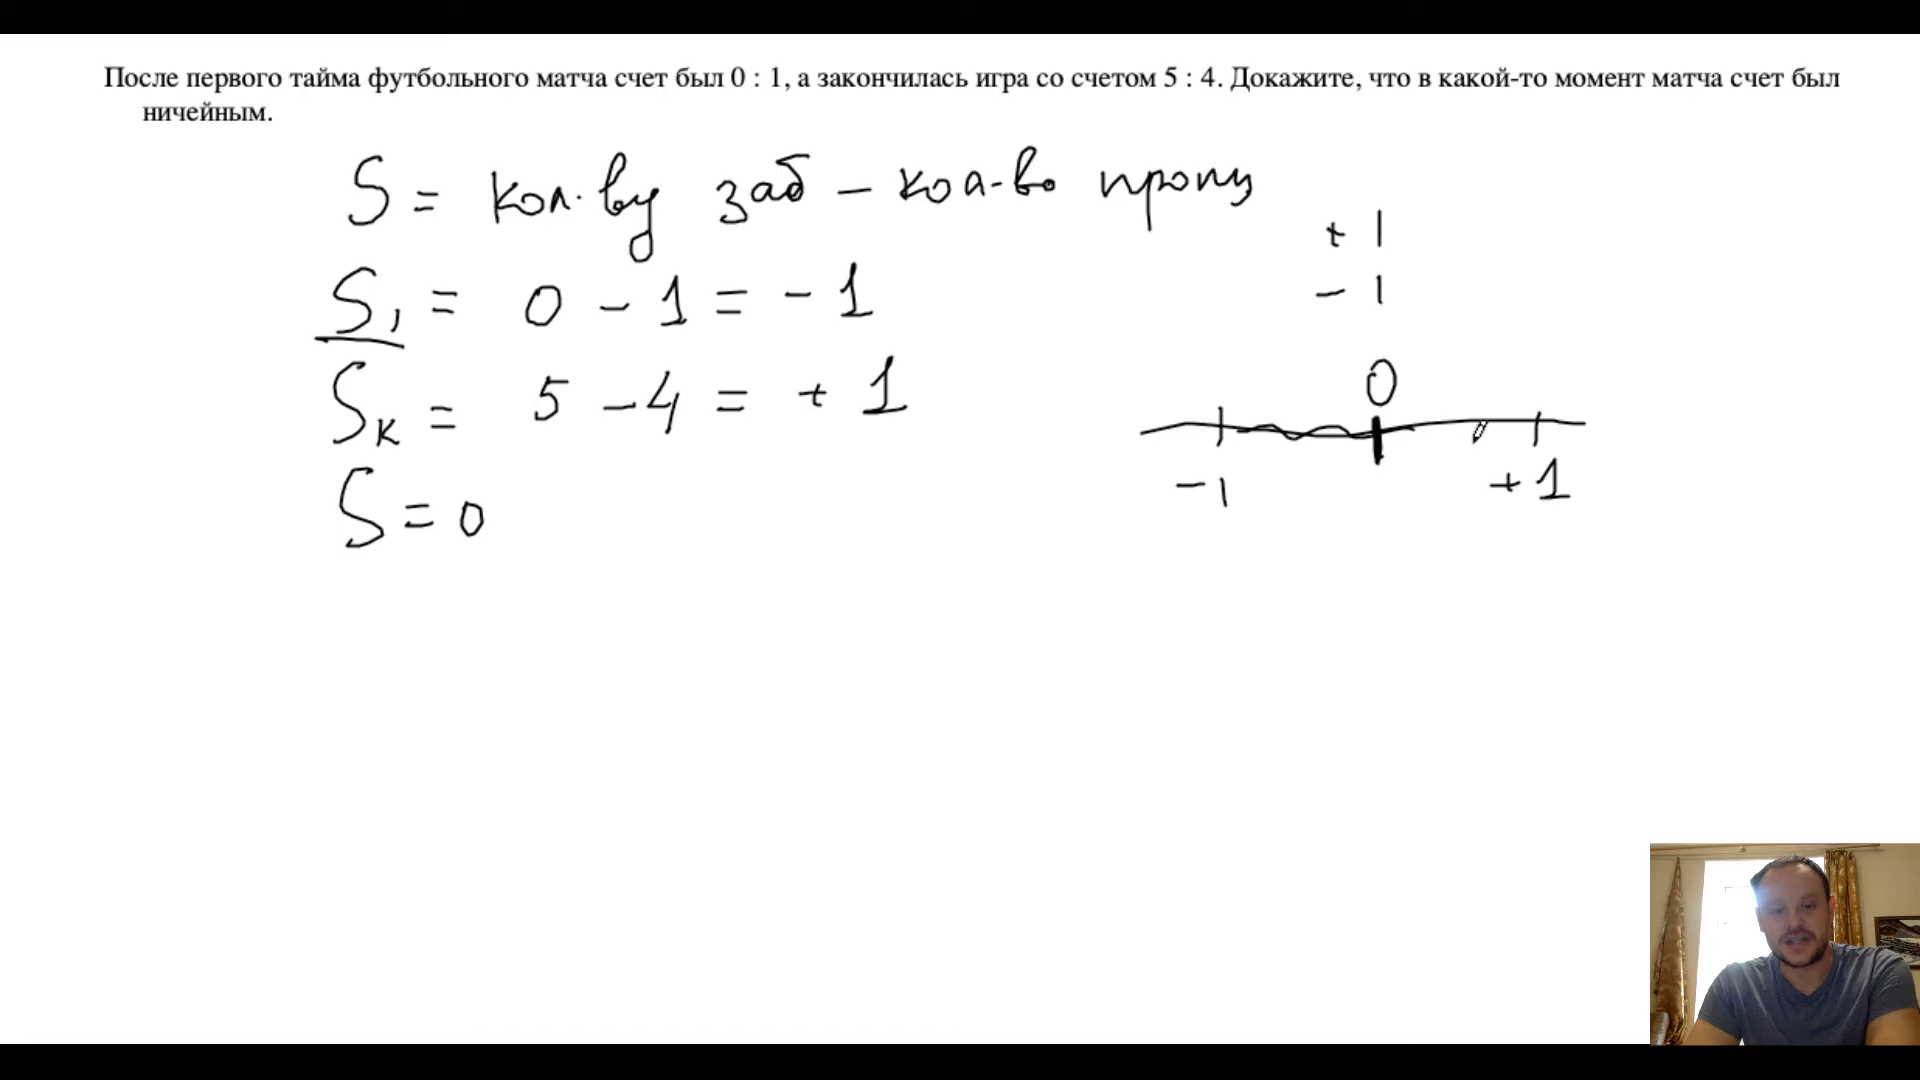 После первого тайма футбольного матча счет был 0 : 1, а закончилась игра со счетом 5 : 4. Докажите, что в какой-то момент матча счет был
ничейным.
S = кол-ву заб - кол-во проп
+ 1
- 1
S₁ = 0 - 1 = - 1
Sк = 5 - 4 = + 1
0
-1 +1
S = 0